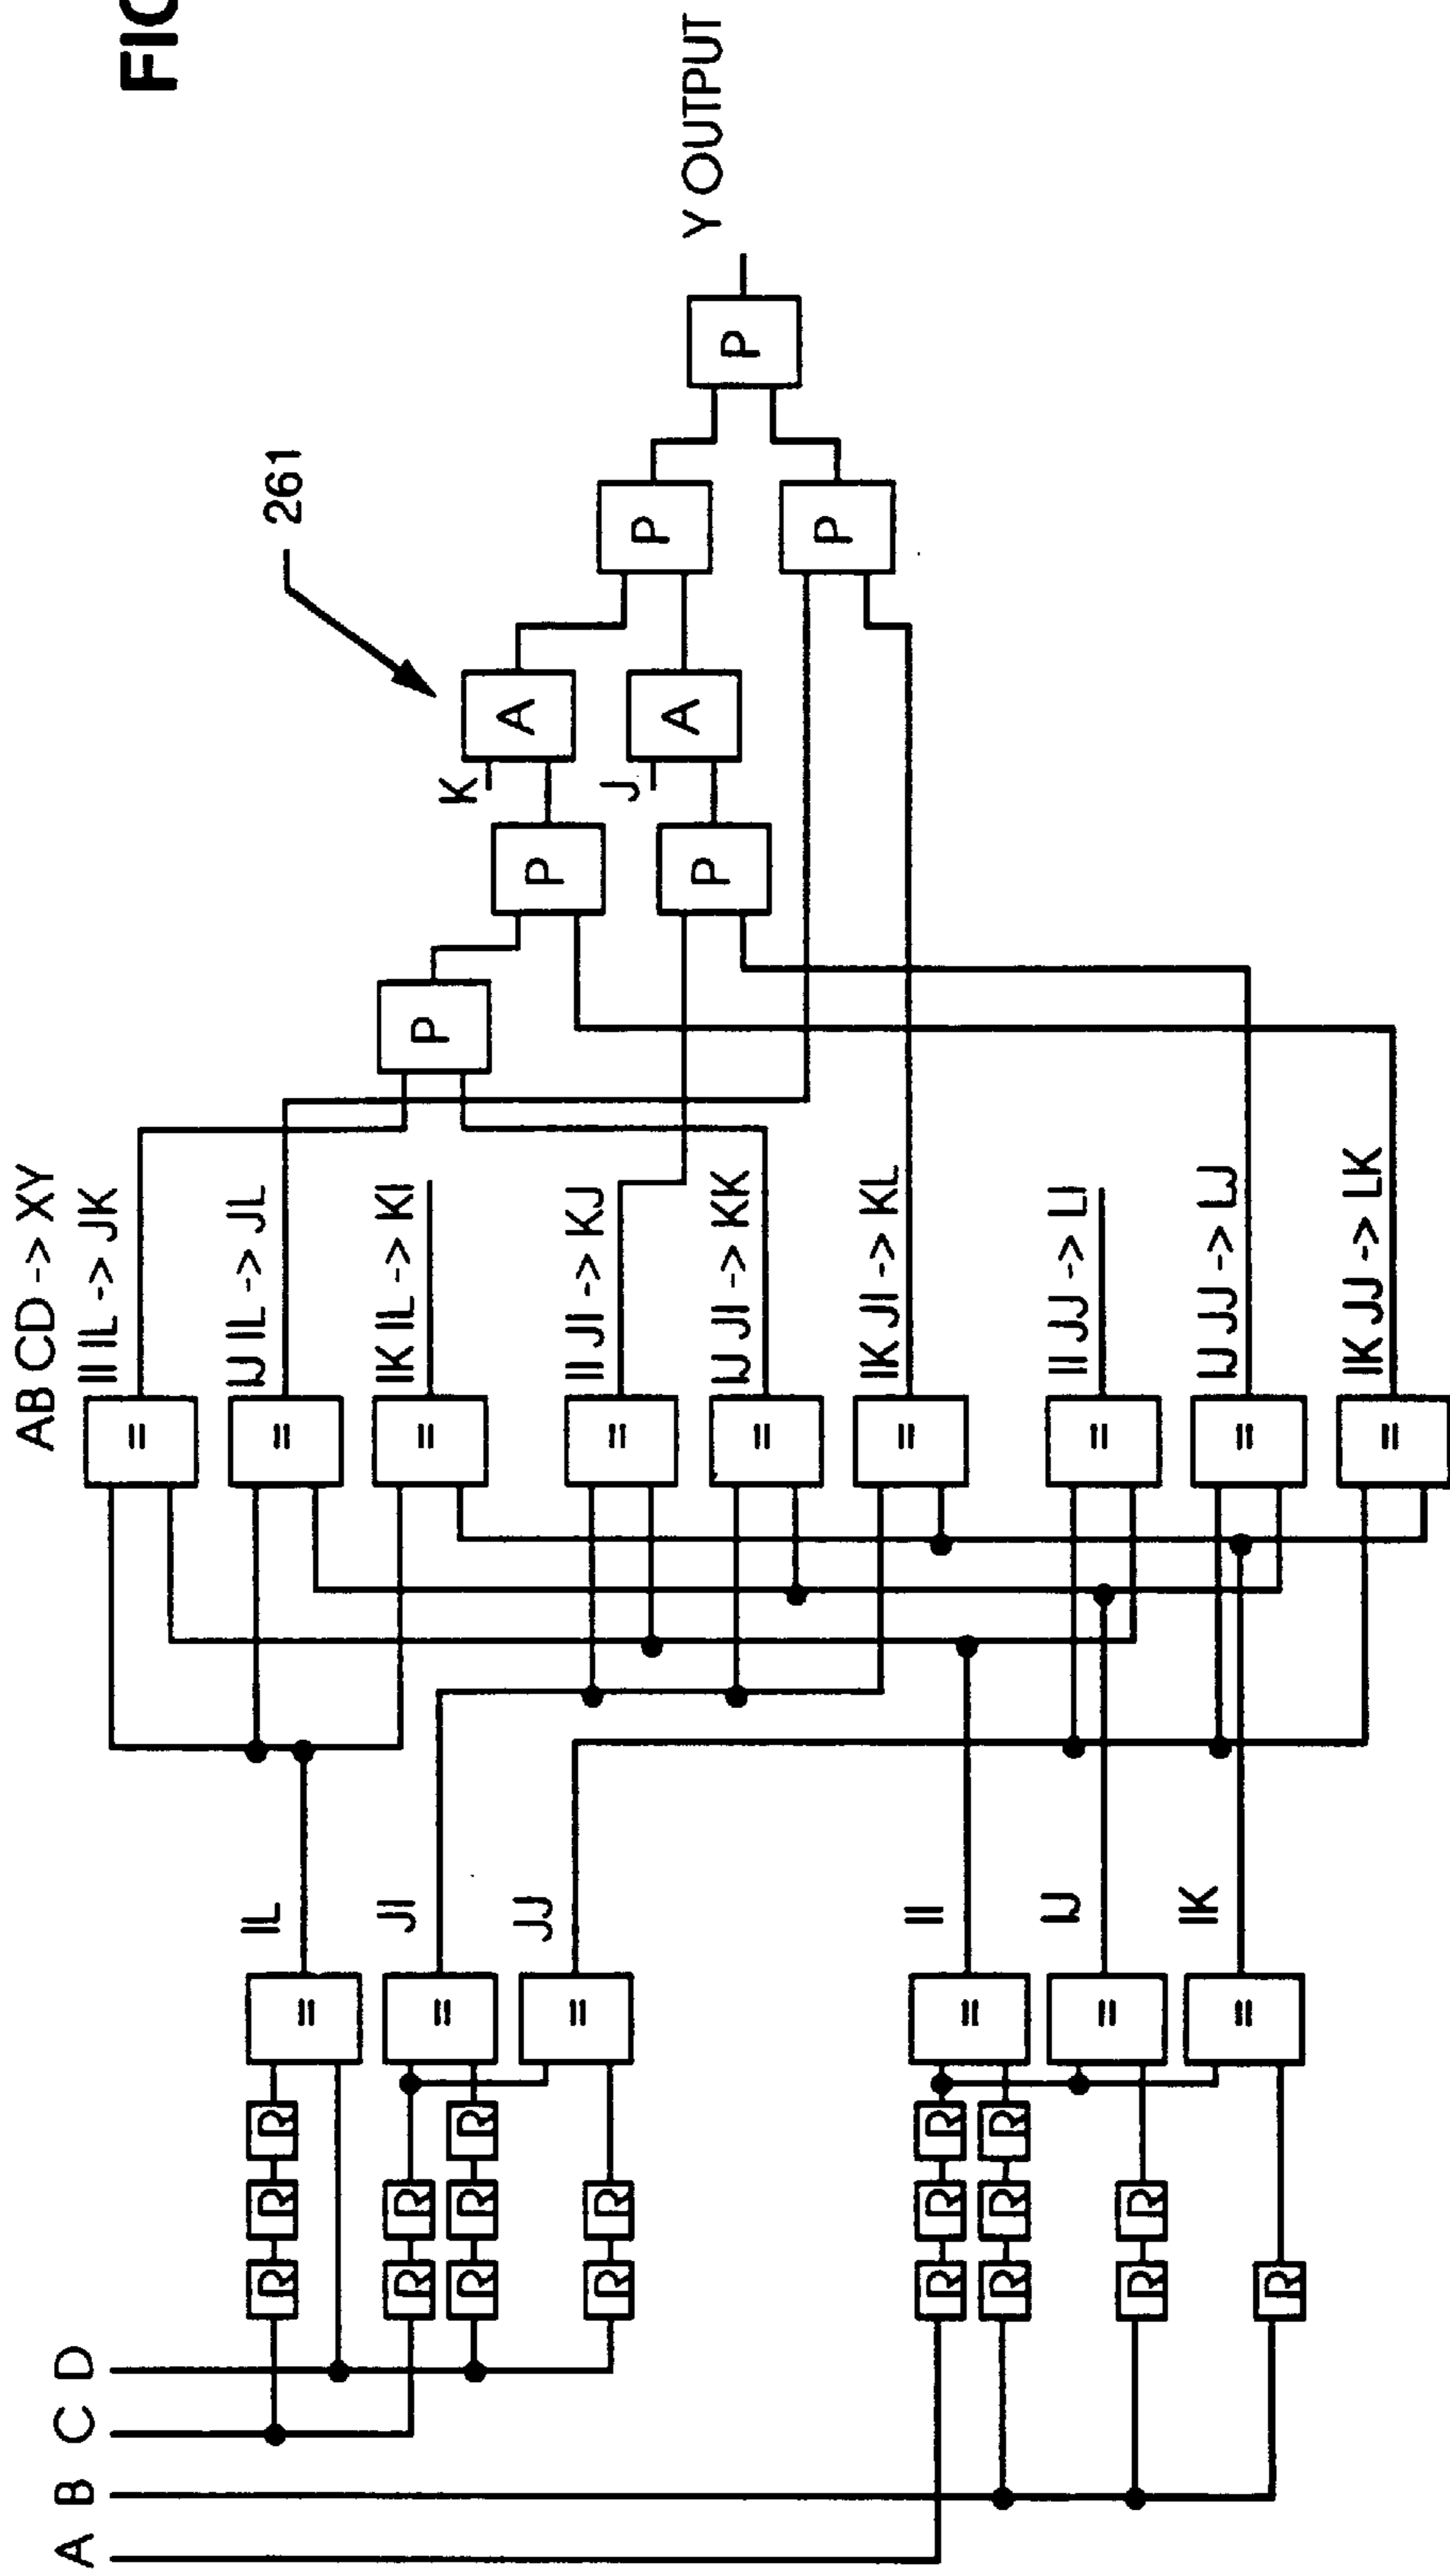 FIG
A
B
C
D
R R R = IL
R R = JI
R R R
R R = JJ
R R R = II
R R R
R R = IJ
R = IK
AB CD -> XY
= III IL -> JK
= IJ IL -> JL
= IK IL -> KI
= II JI -> KJ
= IJ JI -> KK
= IK JI -> KL
= II JJ -> LI
= IJ JJ -> LJ
= IK JJ -> LK
P
P
K
A
261
P
J
A
P
P
P
Y OUTPUT